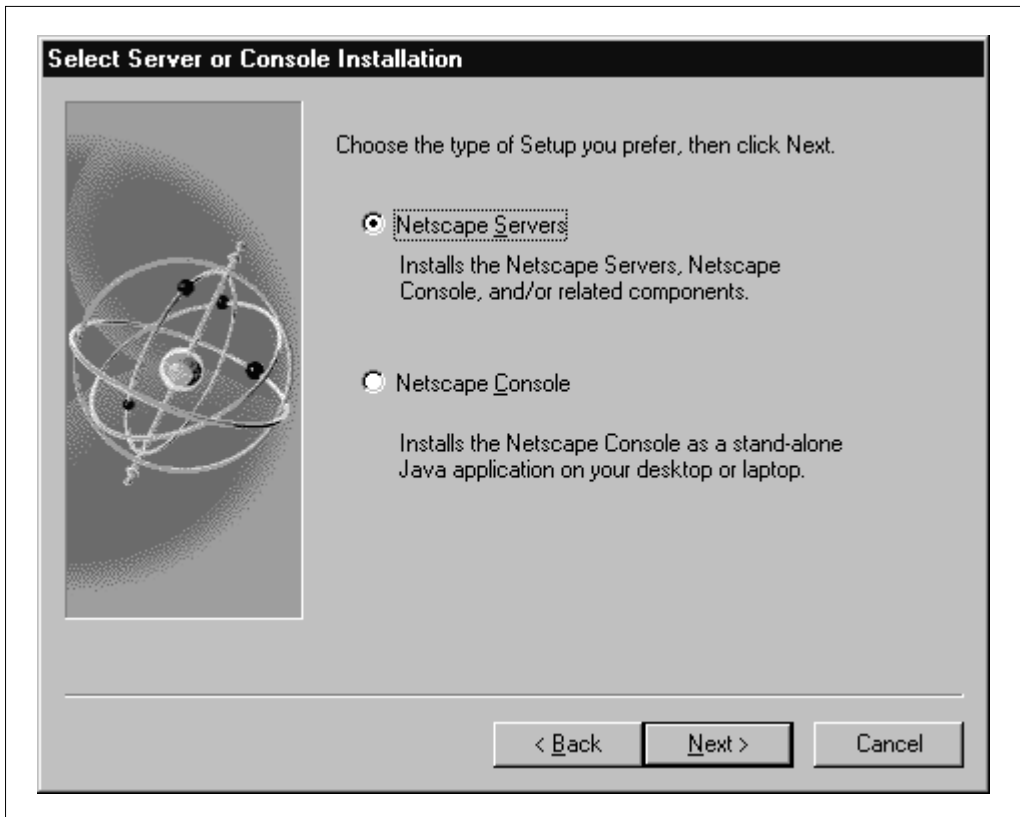 Select Server or Console Installation
Choose the type of Setup you prefer, then click Next.
Netscape Servers
Installs the Netscape Servers, Netscape
Console, and/or related components.
Netscape Console
Installs the Netscape Console as a stand-alone
Java application on your desktop or laptop.
< Back
Next >
Cancel